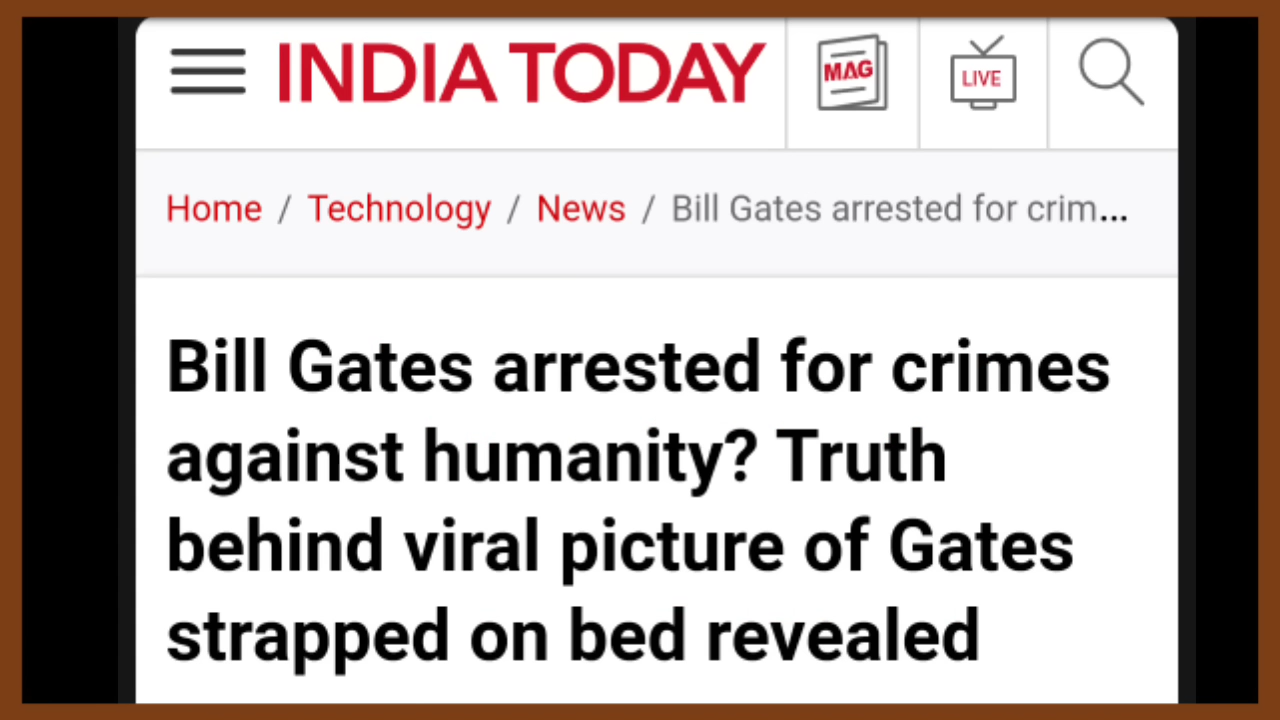 INDIA TODAY
MAG
LIVE
Home / Technology / News / Bill Gates arrested for crim...
Bill Gates arrested for crimes
against humanity? Truth
behind viral picture of Gates
strapped on bed revealed